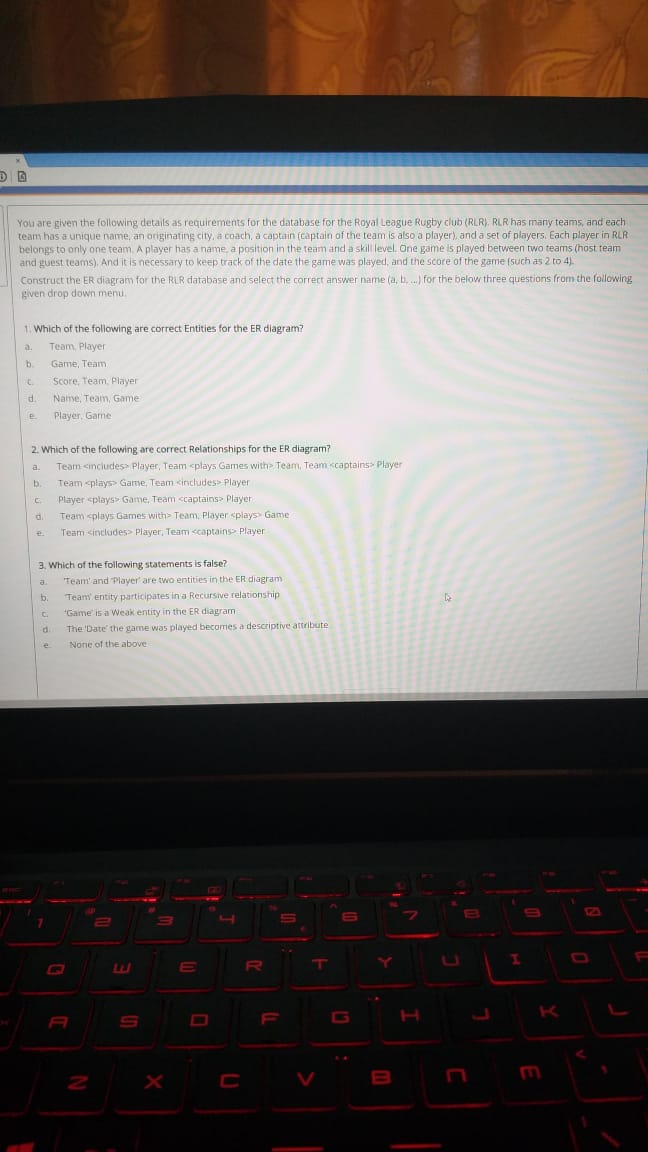 You are given the following details as requirements for the database for the Royal League Rugby club (RLR). RLR has many teams, and each
team has a unique name, an originating city, a coach, a captain (captain of the team is also a player), and a set of players. Each player in RLR
belongs to only one team. A player has a name, a position in the team and a skill level. One game is played between two teams (host team
and guest teams). And it is necessary to keep track of the date the game was played, and the score of the game (such as 2 to 4).
Construct the ER diagram for the RLR database and select the correct answer name (a, b, ...) for the below three questions from the following
given drop down menu.
1. Which of the following are correct Entities for the ER diagram?
a. Team, Player
b. Game, Team
c. Score, Team, Player
d. Name, Team, Game
e. Player, Game
2. Which of the following are correct Relationships for the ER diagram?
a. Team <includes> Player, Team <plays Games with> Team, Team <captains> Player
b. Team <plays> Game, Team <includes> Player
c. Player <plays> Game, Team <captains> Player
d. Team <plays Games with> Team, Player <plays> Game
e. Team <includes> Player, Team <captains> Player
3. Which of the following statements is false?
a. 'Team' and 'Player' are two entities in the ER diagram
b. 'Team' entity participates in a Recursive relationship
c. 'Game' is a Weak entity in the ER diagram
d. The 'Date' the game was played becomes a descriptive attribute
e. None of the above
1 2 3 4 5 6 7 8 9 0
Q W E R T Y U I O P
A S D F G H J K L
Z X C V B N M